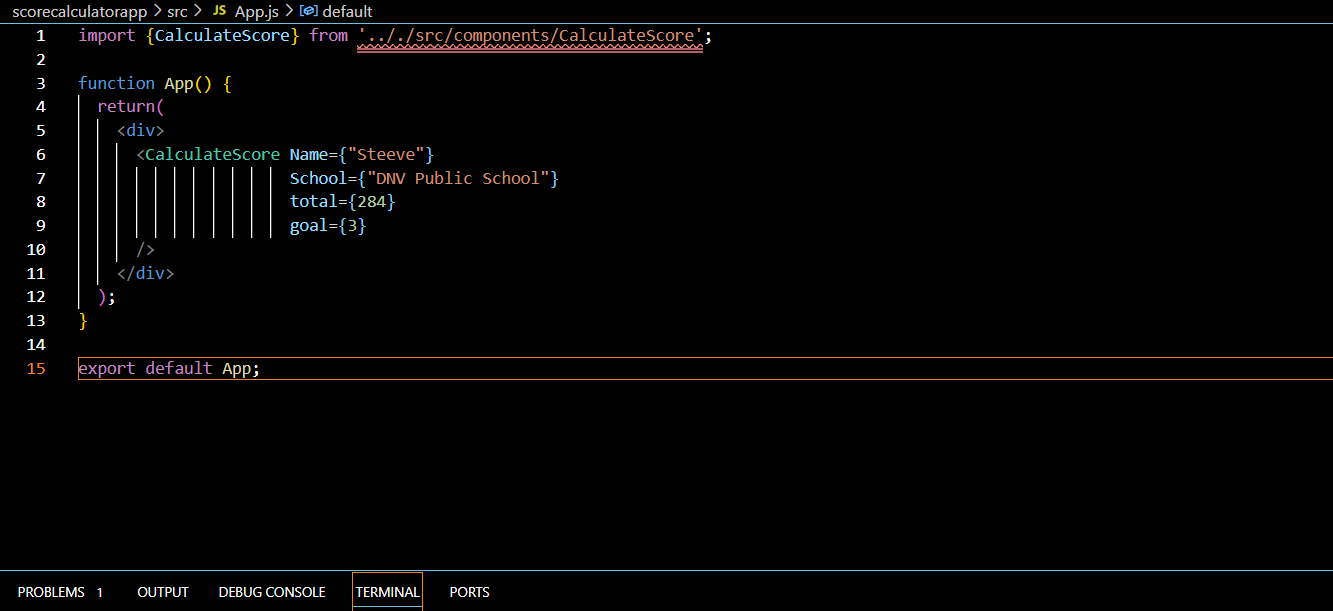 scorecalculatorapp > src > JS App.js > default
1 import {CalculateScore} from '.././src/components/CalculateScore';
2
3 function App() {
4 return(
5 <div>
6 <CalculateScore Name={"Steeve"}
7 School={"DNV Public School"}
8 total={284}
9 goal={3}
10 />
11 </div>
12 );
13 }
14
15 export default App;
PROBLEMS 1 OUTPUT DEBUG CONSOLE TERMINAL PORTS